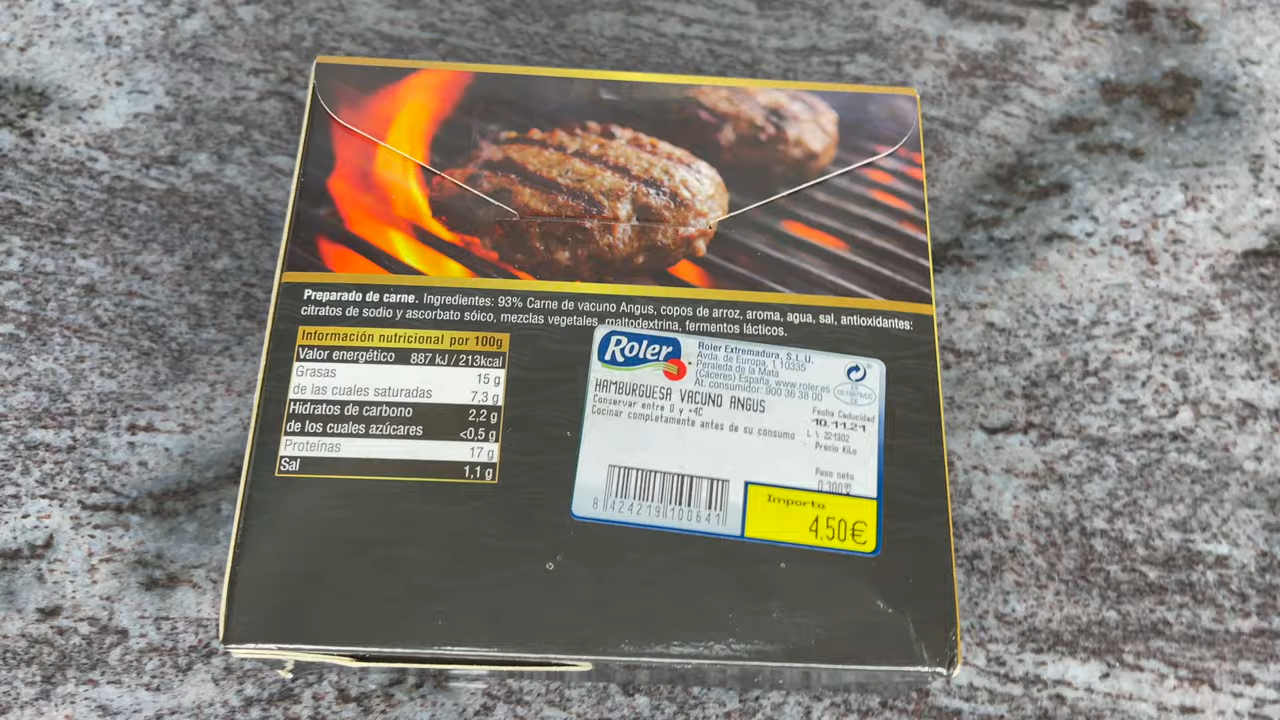 Preparado de carne. Ingredientes: 93% Carne de vacuno Angus, copos de arroz, aroma, agua, sal, antioxidantes:
citratos de sodio y ascorbato sóico, mezclas vegetales, maltodextrina, fermentos lácticos.
Información nutricional por 100g
Valor energético 887 kJ / 213kcal
Grasas 15 g
de las cuales saturadas 7,3 g
Hidratos de carbono 2,2 g
de los cuales azúcares <0,5 g
Proteínas 17 g
Sal 1,1 g
Roler
Roler Extremadura, S.L.U.
Avda. de Europa, 1, 10335
Peraleda de la Mata
(Cáceres) España, www.roler.es
At. consumidor: 900 36 38 00
HAMBURGUESA VACUNO ANGUS
Conservar entre 0 y +4C
Cocinar completamente antes de su consumo
Fecha Caducidad
10.11.21
221302
Precio Kilo
Peso neto
0.300
8 424219 100641
Importe
4.50€